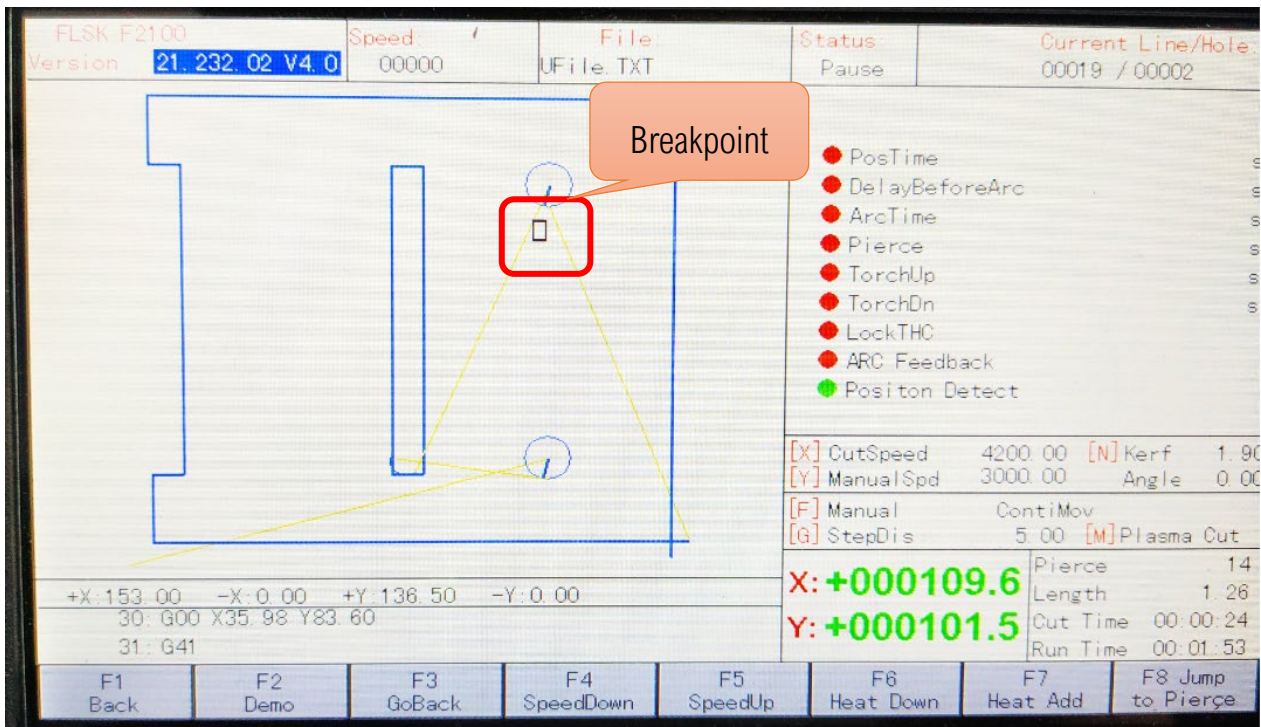 FLSK F2100
Version 21. 232. 02 V4. 0
Speed:
00000
File:
UFile. TXT
Status:
Pause
Current Line/Hole:
00019 / 00002
Breakpoint
PosTime s
DelayBeforeArc s
ArcTime s
Pierce s
TorchUp s
TorchDn s
LockTHC
ARC Feedback
Positon Detect
[X] CutSpeed 4200. 00 [N] Kerf 1. 90
[Y] ManualSpd 3000. 00 Angle 0. 00
[F] Manual ContiMov
[G] StepDis 5. 00 [M] Plasma Cut
X: +000109.6
Y: +000101.5
Pierce 14
Length 1. 26
Cut Time 00:00:24
Run Time 00:01:53
+X:153. 00 -X:0. 00 +Y:136. 50 -Y:0. 00
30: G00 X35. 98 Y83. 60
31: G41
F1 Back
F2 Demo
F3 GoBack
F4 SpeedDown
F5 SpeedUp
F6 Heat Down
F7 Heat Add
F8 Jump to Pierce